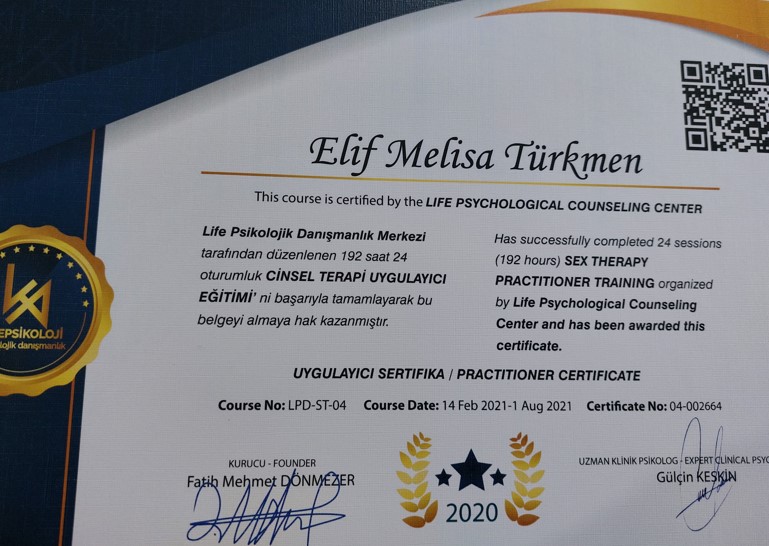 Elif Melisa Türkmen
This course is certified by the LIFE PSYCHOLOGICAL COUNSELING CENTER
Life Psikolojik Danışmanlık Merkezi
tarafından düzenlenen 192 saat 24
oturumluk CİNSEL TERAPİ UYGULAYICI
EĞİTİMİ' ni başarıyla tamamlayarak bu
belgeyi almaya hak kazanmıştır.
Has successfully completed 24 sessions
(192 hours) SEX THERAPY
PRACTITIONER TRAINING organized
by Life Psychological Counseling
Center and has been awarded this
certificate.
EPSİKOLOJİ
lojik danışmanlık
UYGULAYICI SERTIFIKA / PRACTITIONER CERTIFICATE
Course No: LPD-ST-04 Course Date: 14 Feb 2021-1 Aug 2021 Certificate No: 04-002664
KURUCU - FOUNDER
Fatih Mehmet DÖNMEZER
UZMAN KLİNİK PSİKOLOG - EXPERT CLINICAL PSYC
Gülçin KESKİN
2020